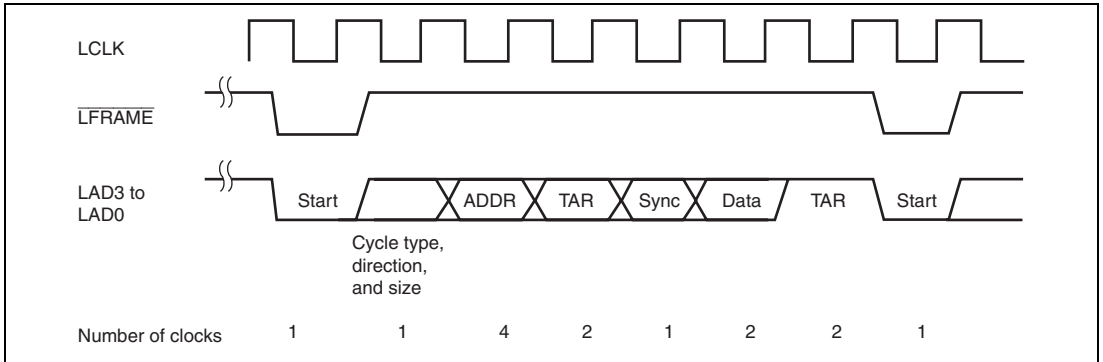 LCLK
LFRAME
LAD3 to
LAD0
Start ADDR TAR Sync Data TAR Start
Cycle type,
direction,
and size
Number of clocks 1 1 4 2 1 2 2 1